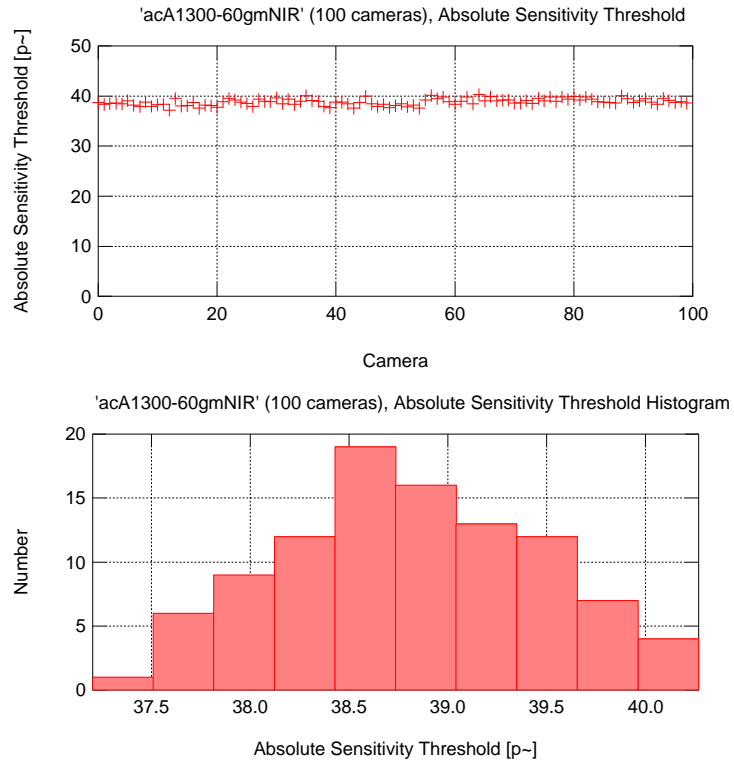 'acA1300-60gmNIR' (100 cameras), Absolute Sensitivity Threshold
Absolute Sensitivity Threshold [p~]
50
40
30
20
10
0
0 20 40 60 80 100
Camera
'acA1300-60gmNIR' (100 cameras), Absolute Sensitivity Threshold Histogram
Number
20
15
10
5
0
37.5 38.0 38.5 39.0 39.5 40.0
Absolute Sensitivity Threshold [p~]